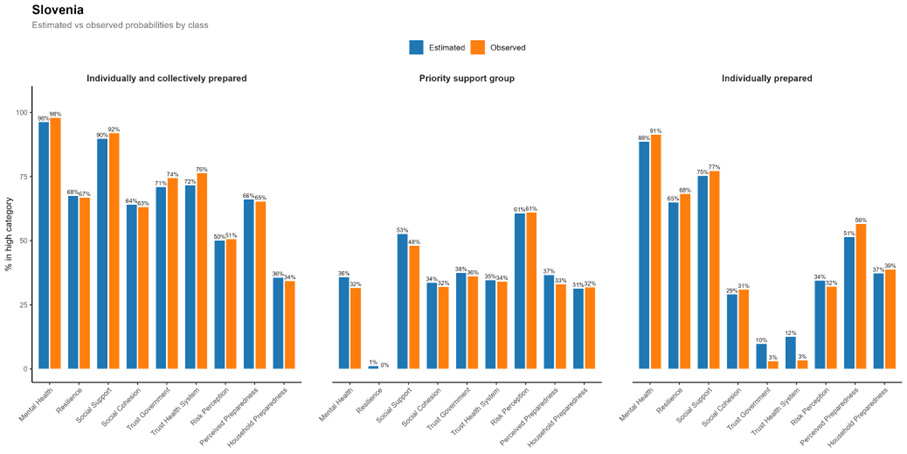 Slovenia
Estimated vs observed probabilities by class
Estimated Observed
Individually and collectively prepared
Priority support group
Individually prepared
% in high category
100
75
50
25
0
96% 98% 68% 67% 90% 92% 64% 63% 71% 74% 72% 76% 50% 51% 66% 65% 36% 34%
36% 32% 1% 0% 53% 48% 34% 32% 38% 36% 35% 34% 61% 61% 37% 33% 31% 32%
88% 91% 65% 68% 75% 77% 29% 31% 10% 3% 12% 3% 34% 32% 51% 56% 37% 39%
Mental Health
Resilience
Social Support
Social Cohesion
Trust Government
Trust Health System
Risk Perception
Perceived Preparedness
Household Preparedness
Mental Health
Resilience
Social Support
Social Cohesion
Trust Government
Trust Health System
Risk Perception
Perceived Preparedness
Household Preparedness
Mental Health
Resilience
Social Support
Social Cohesion
Trust Government
Trust Health System
Risk Perception
Perceived Preparedness
Household Preparedness